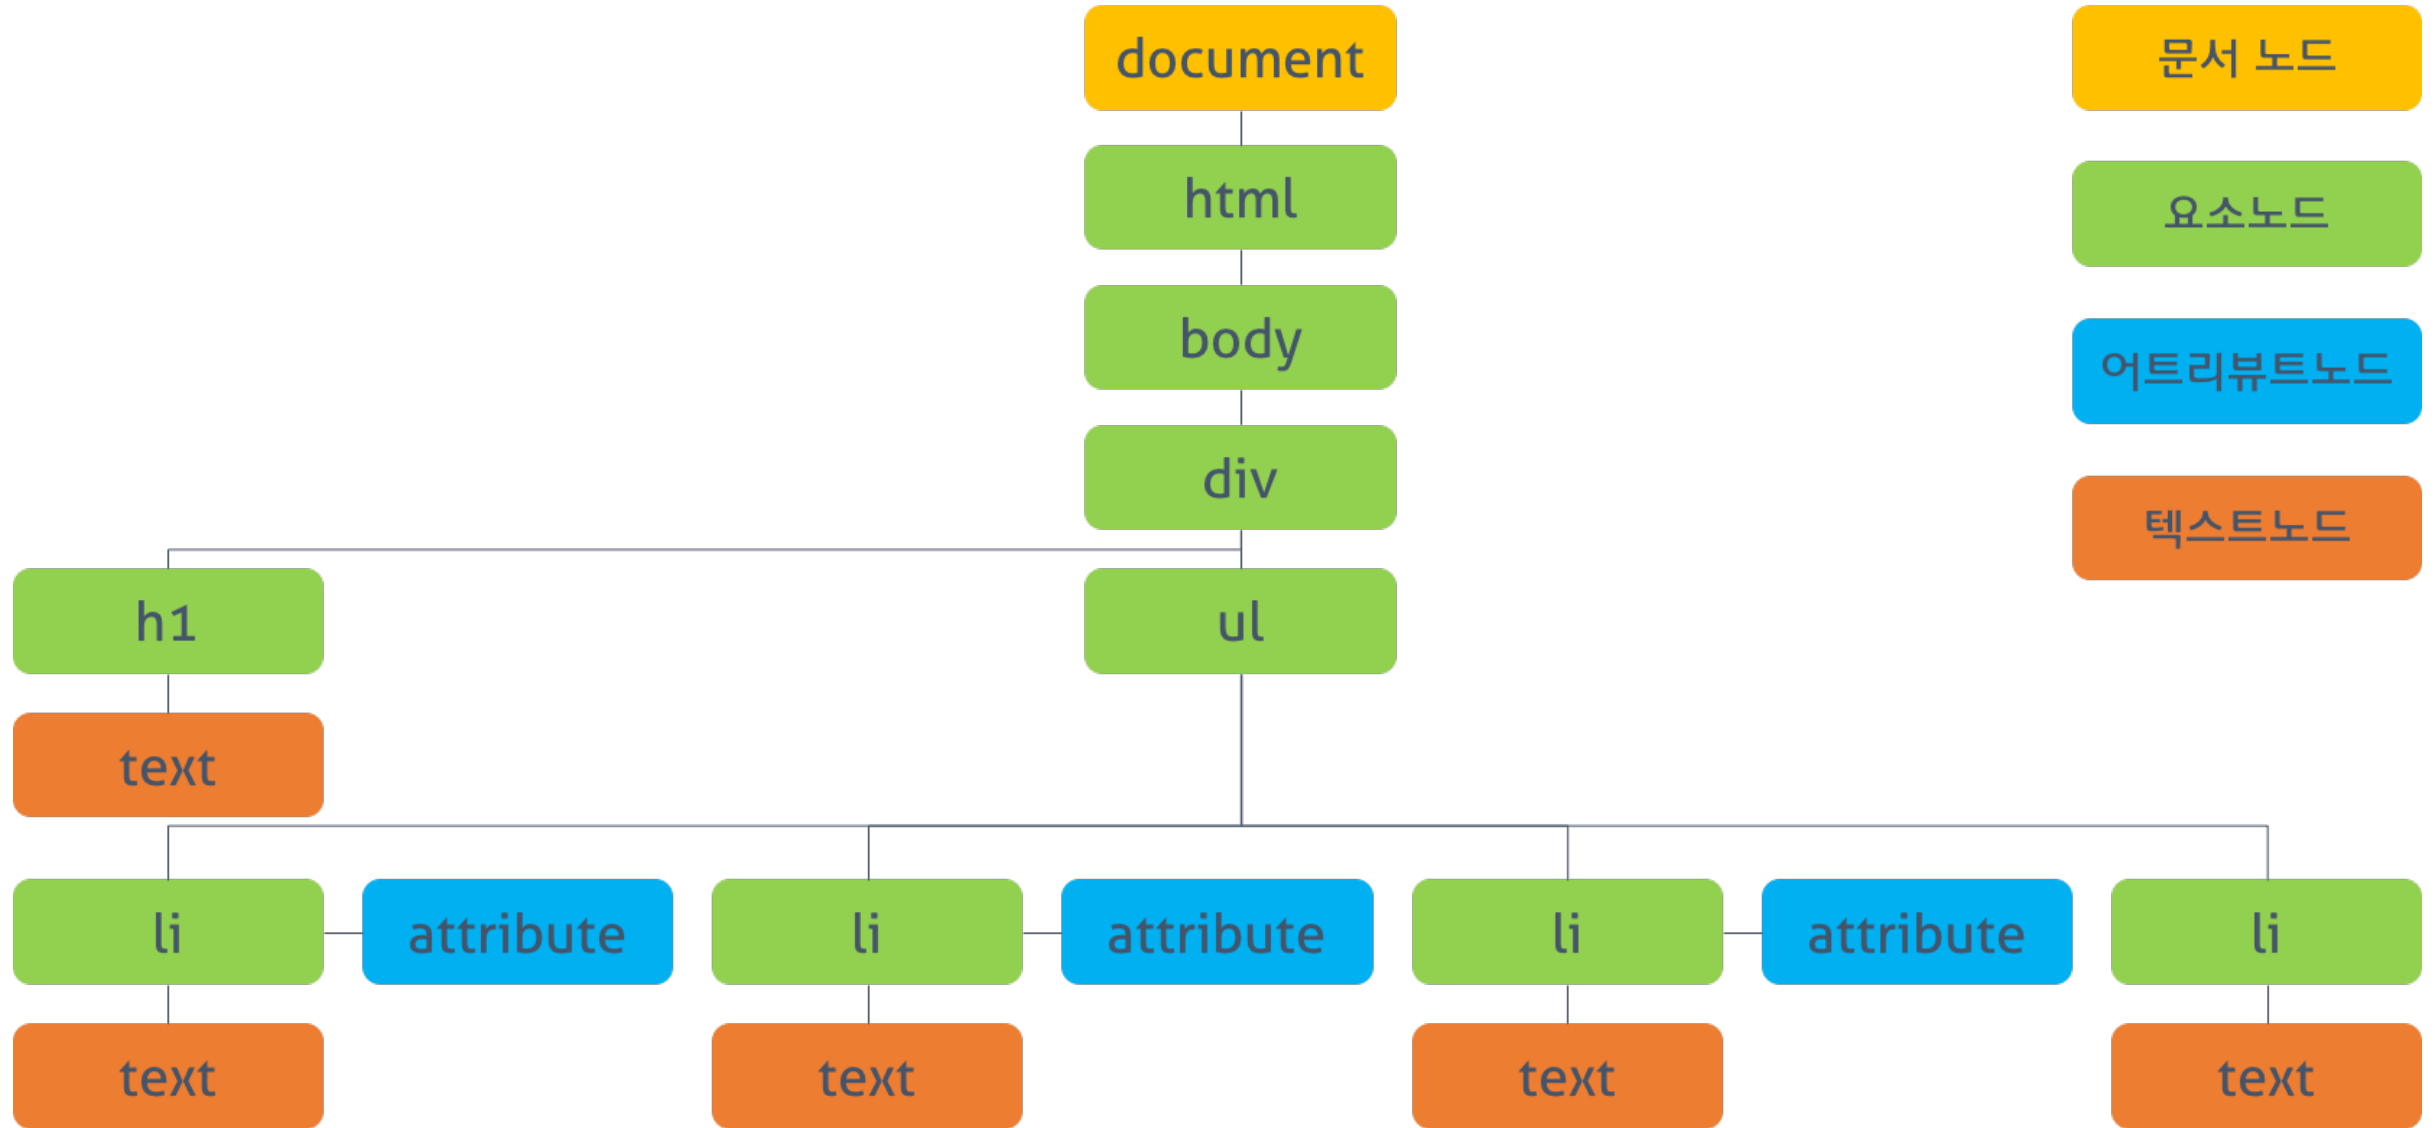 document
문서 노드
html
요소노드
body
어트리뷰트노드
div
텍스트노드
h1
ul
text
li
attribute
li
attribute
li
attribute
li
text
text
text
text